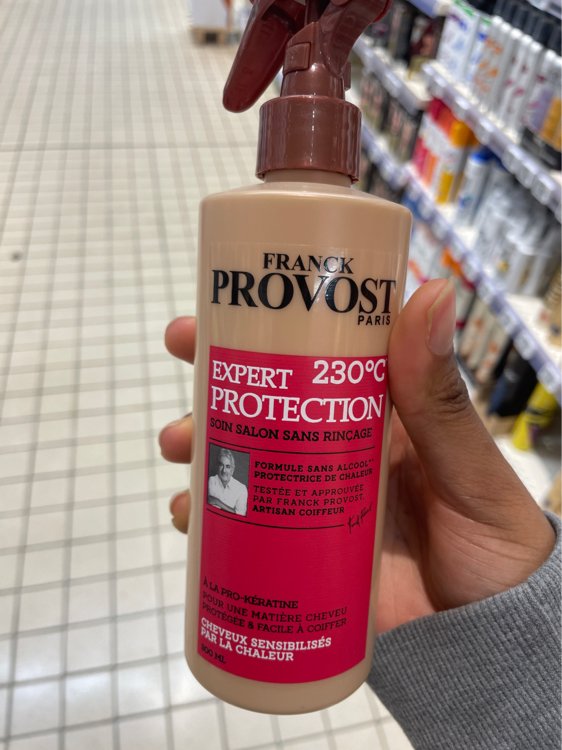 FRANCK
PROVOST
PARIS
EXPERT 230°C*
PROTECTION
SOIN SALON SANS RINÇAGE
FORMULE SANS ALCOOL**
PROTECTRICE DE CHALEUR
TESTÉE ET APPROUVÉE
PAR FRANCK PROVOST,
ARTISAN COIFFEUR
À LA PRO-KÉRATINE
POUR UNE MATIÈRE CHEVEU
PROTÉGÉE & FACILE À COIFFER
CHEVEUX SENSIBILISÉS
PAR LA CHALEUR
300 ML